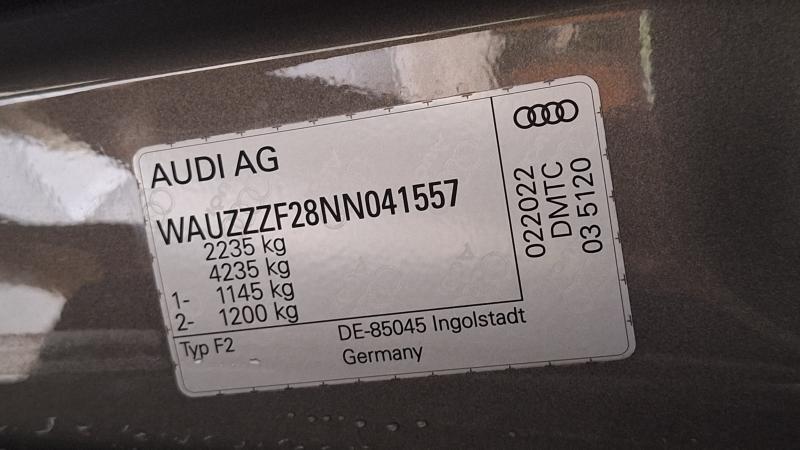 AUDI AG
WAUZZZF28NN041557
2235 kg
4235 kg
1- 1145 kg
2- 1200 kg
Typ F2
DE-85045 Ingolstadt
Germany
022022
DMTC
03 5120